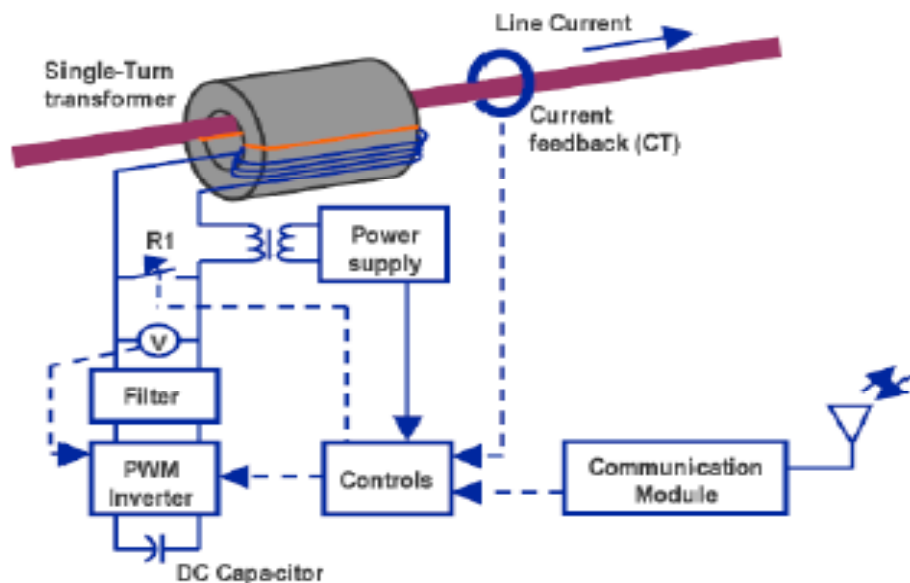 Line Current
Single-Turn
transformer
Current
feedback (CT)
R1
Power
supply
V
Filter
PWM
Inverter
Controls
Communication
Module
DC Capacitor